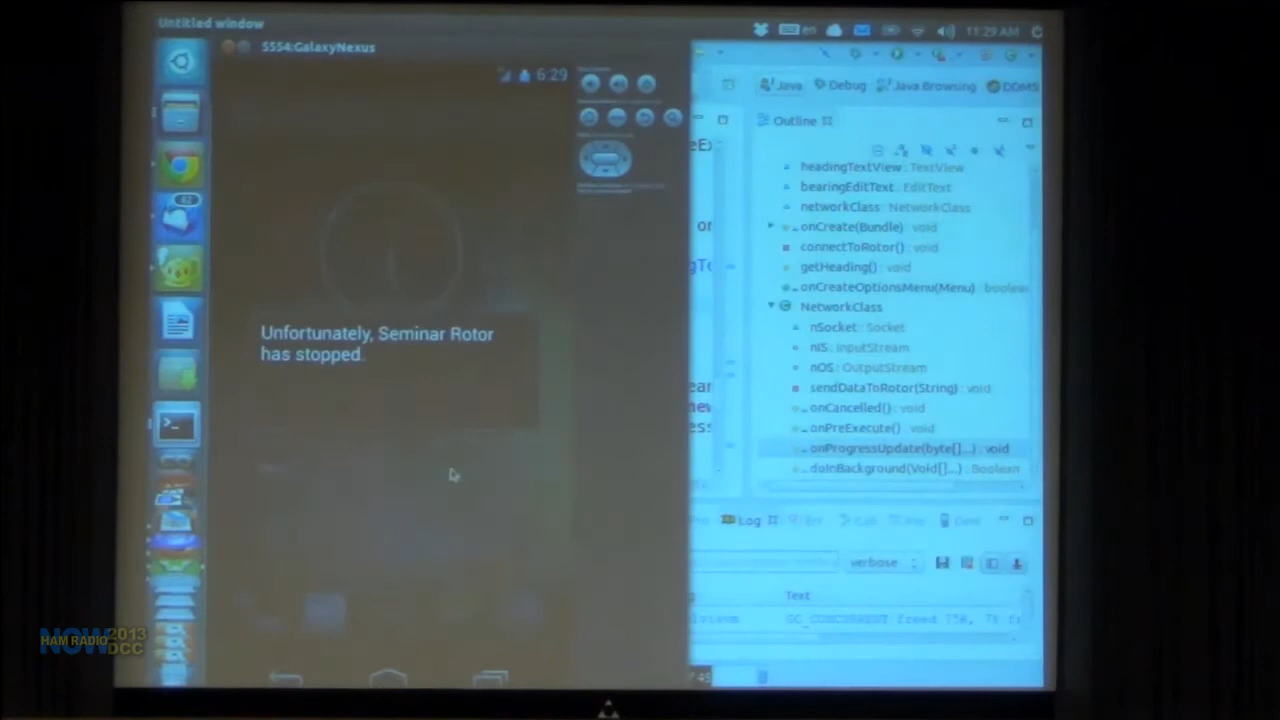 Untitled window
en
11:29 AM
5554:GalaxyNexus
6:29
Java
Debug
Java Browsing
DDMS
Outline
headingTextView : TextView
bearingEditText : EditText
networkClass : NetworkClass
onCreate(Bundle) : void
connectToRotor() : void
getHeading() : void
onCreateOptionsMenu(Menu) : boolean
NetworkClass
nSocket : Socket
nIS : InputStream
nOS : OutputStream
sendDataToRotor(String) : void
onCancelled() : void
onPreExecute() : void
onProgressUpdate(byte[]...) : void
doInBackground(Void[]...) : Boolean
Unfortunately, Seminar Rotor
has stopped.
Log
verbose
Text
GC_CONCURRENT freed
HAM RADIO
NOW
2013
DCC